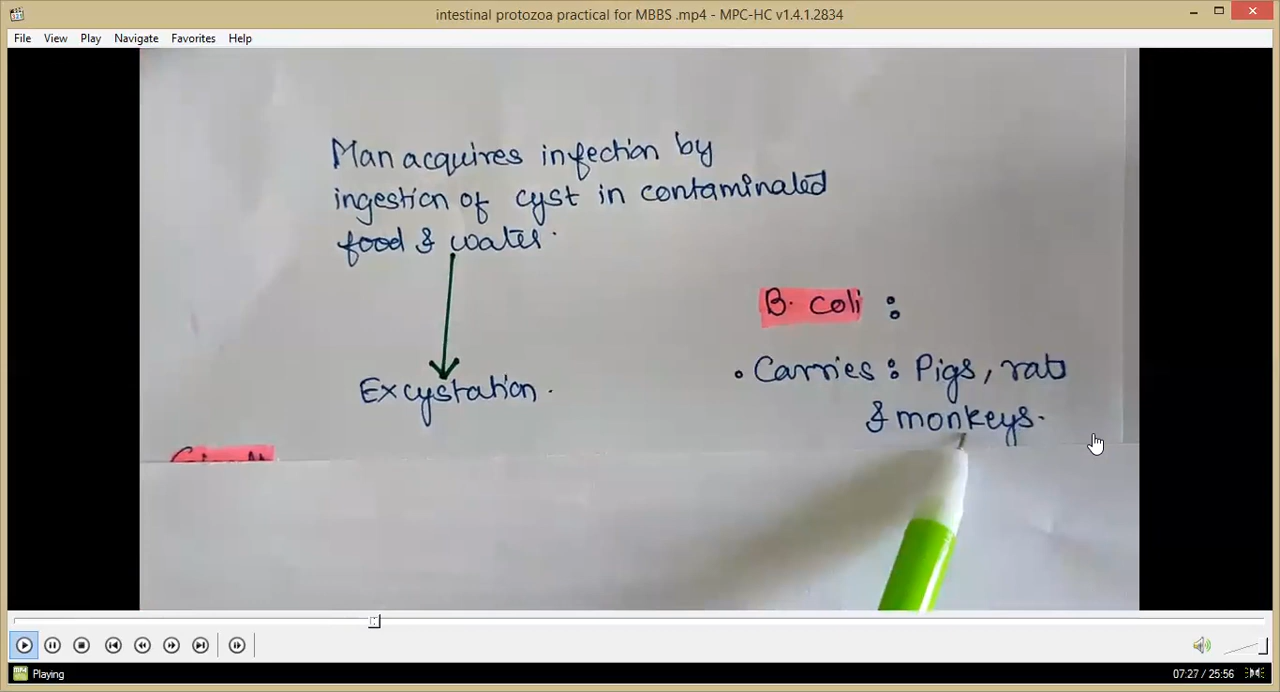 intestinal protozoa practical for MBBS .mp4 - MPC-HC v1.4.1.2834
File View Play Navigate Favorites Help
Man acquires infection by
ingestion of cyst in contaminated
food & water.
Excystation.
B. coli :
• Carries : Pigs, rats
& monkeys.
Playing
07:27 / 25:56